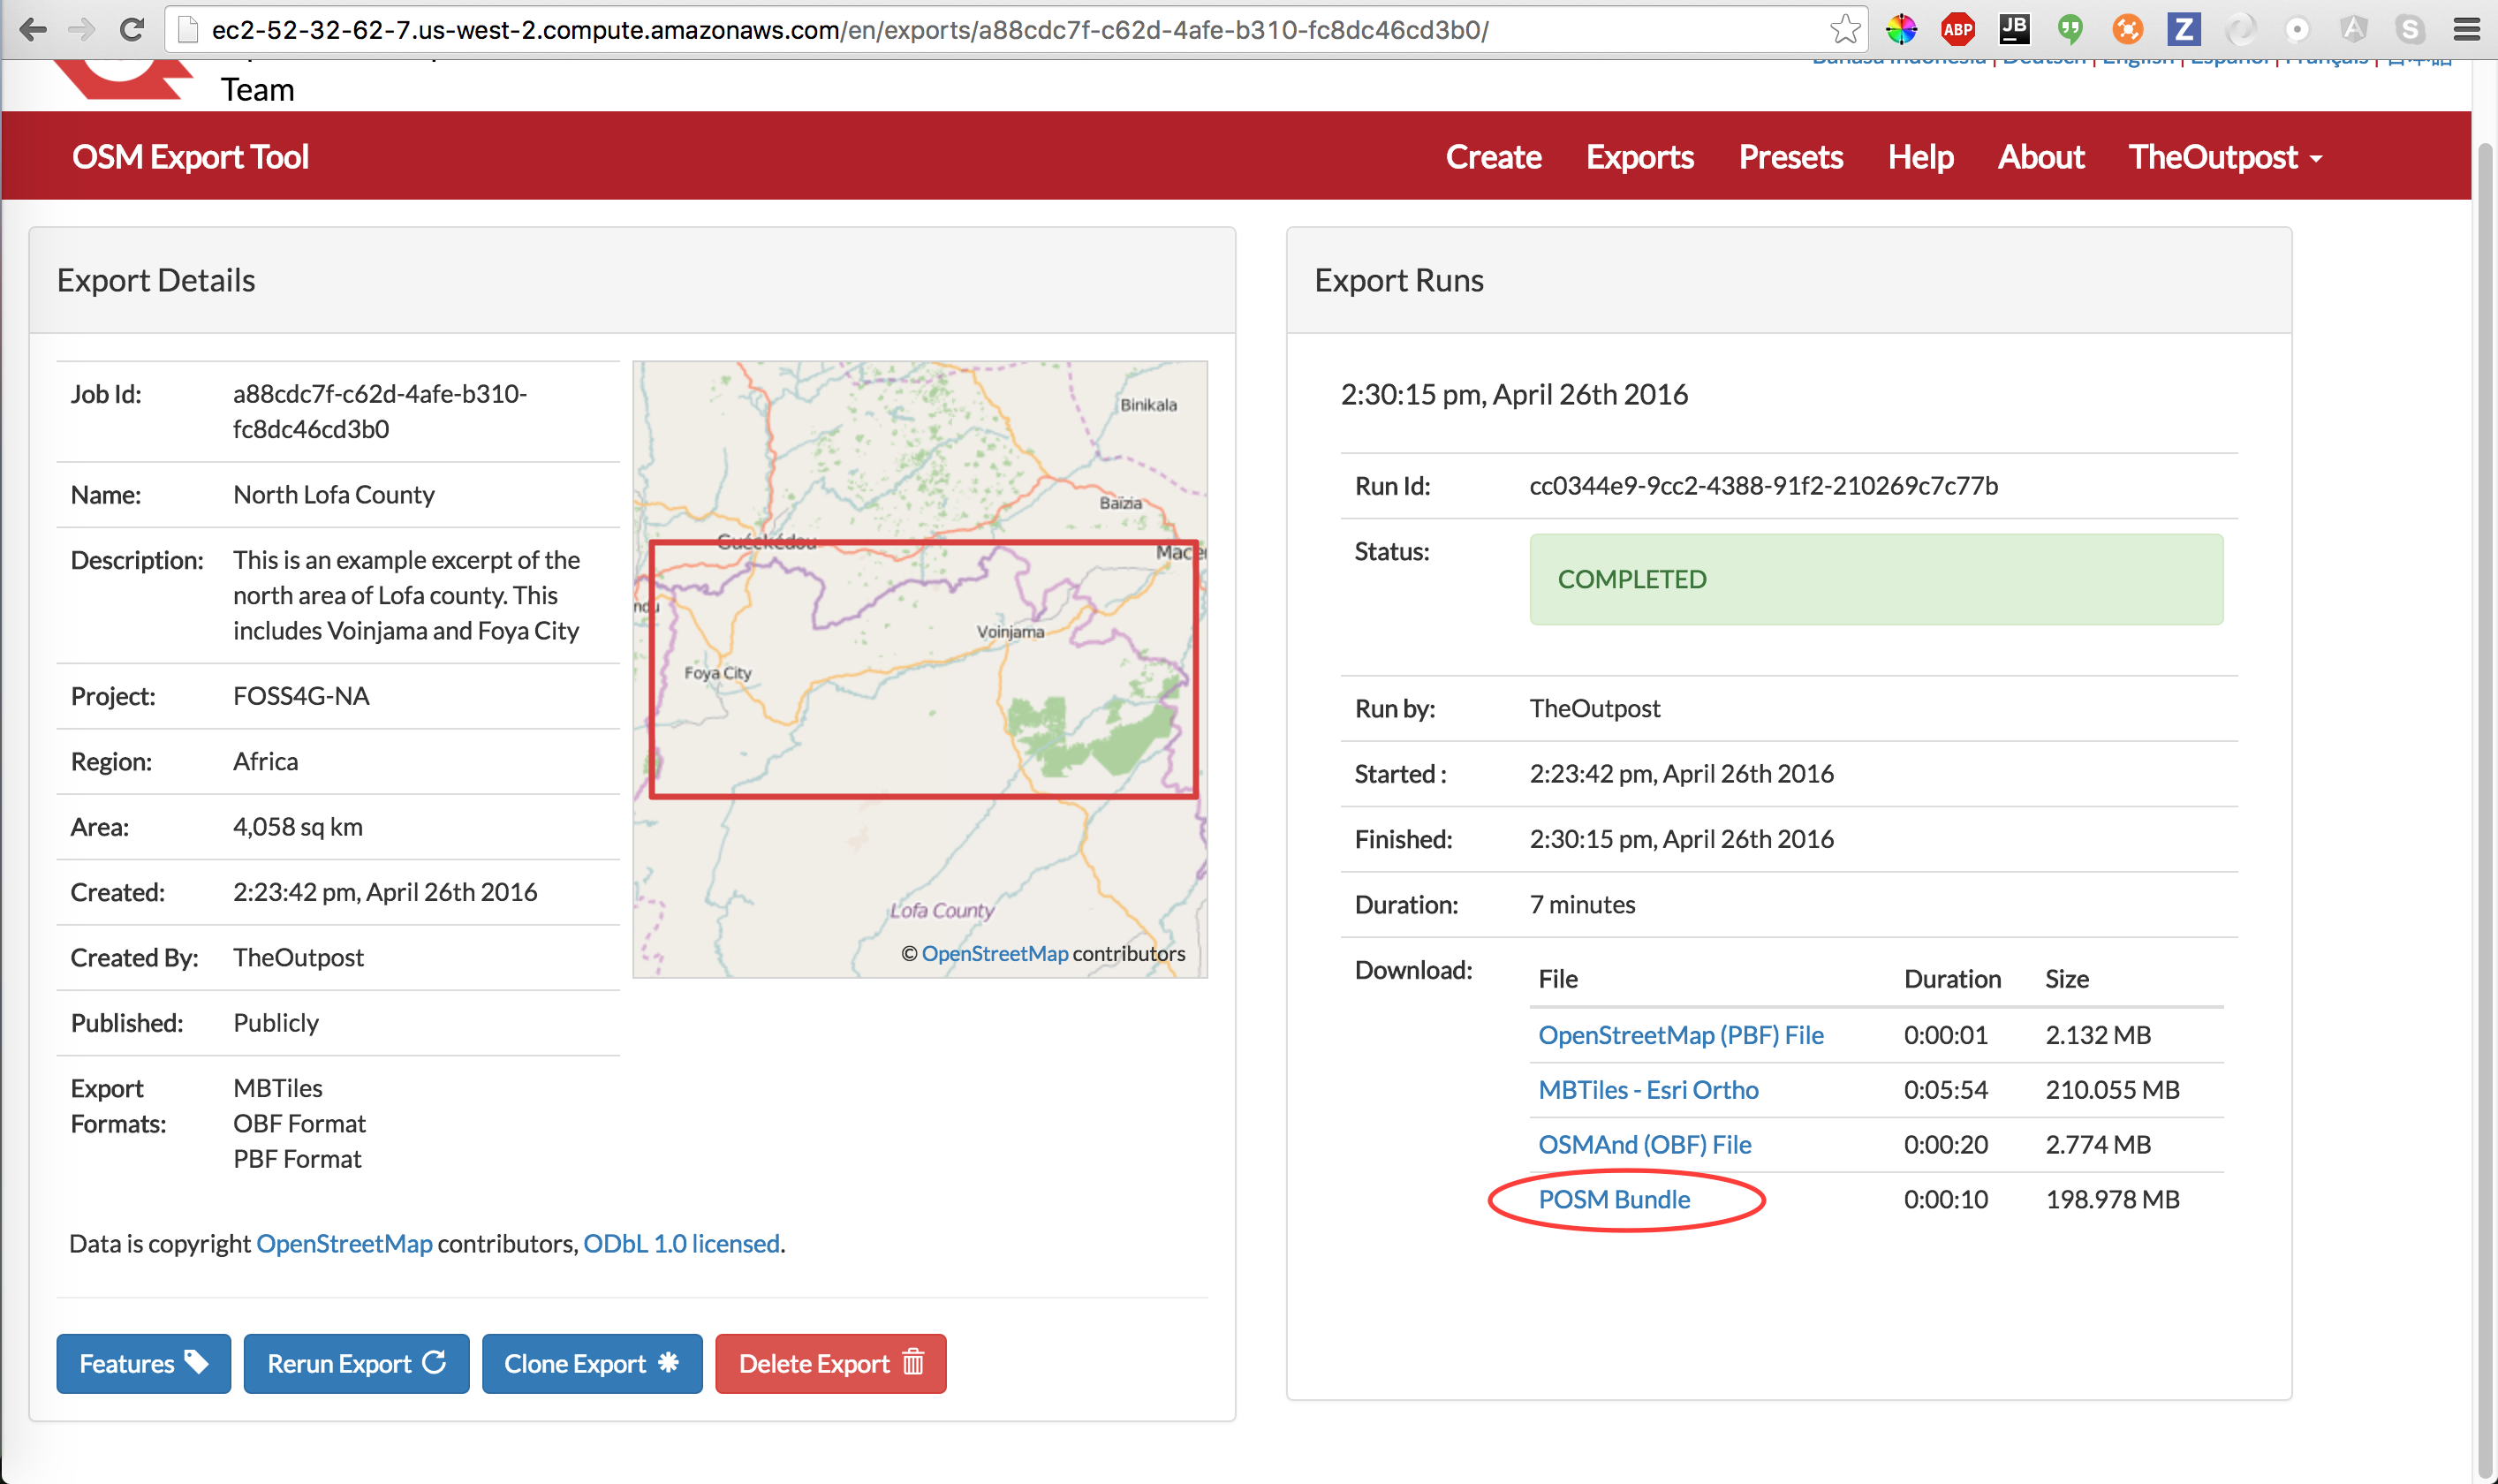 ec2-52-32-62-7.us-west-2.compute.amazonaws.com/en/exports/a88cdc7f-c62d-4afe-b310-fc8dc46cd3b0/
ABP
JB
Z
A
S
Team
Bahasa Indonesia | Deutsch | English | Español | Français | 日本語
OSM Export Tool
Create
Exports
Presets
Help
About
TheOutpost
Export Details
Job Id:
a88cdc7f-c62d-4afe-b310-
fc8dc46cd3b0
Name:
North Lofa County
Description:
This is an example excerpt of the
north area of Lofa county. This
includes Voinjama and Foya City
Project:
FOSS4G-NA
Region:
Africa
Area:
4,058 sq km
Created:
2:23:42 pm, April 26th 2016
Created By:
TheOutpost
Published:
Publicly
Export
Formats:
MBTiles
OBF Format
PBF Format
Binikala
Baïzia
Guéckédou
Voinjama
Foya City
Lofa County
© OpenStreetMap contributors
Data is copyright OpenStreetMap contributors, ODbL 1.0 licensed.
Features
Rerun Export
Clone Export
Delete Export
Export Runs
2:30:15 pm, April 26th 2016
Run Id:
cc0344e9-9cc2-4388-91f2-210269c7c77b
Status:
COMPLETED
Run by:
TheOutpost
Started :
2:23:42 pm, April 26th 2016
Finished:
2:30:15 pm, April 26th 2016
Duration:
7 minutes
Download:
File Duration Size
OpenStreetMap (PBF) File 0:00:01 2.132 MB
MBTiles - Esri Ortho 0:05:54 210.055 MB
OSMAnd (OBF) File 0:00:20 2.774 MB
POSM Bundle 0:00:10 198.978 MB